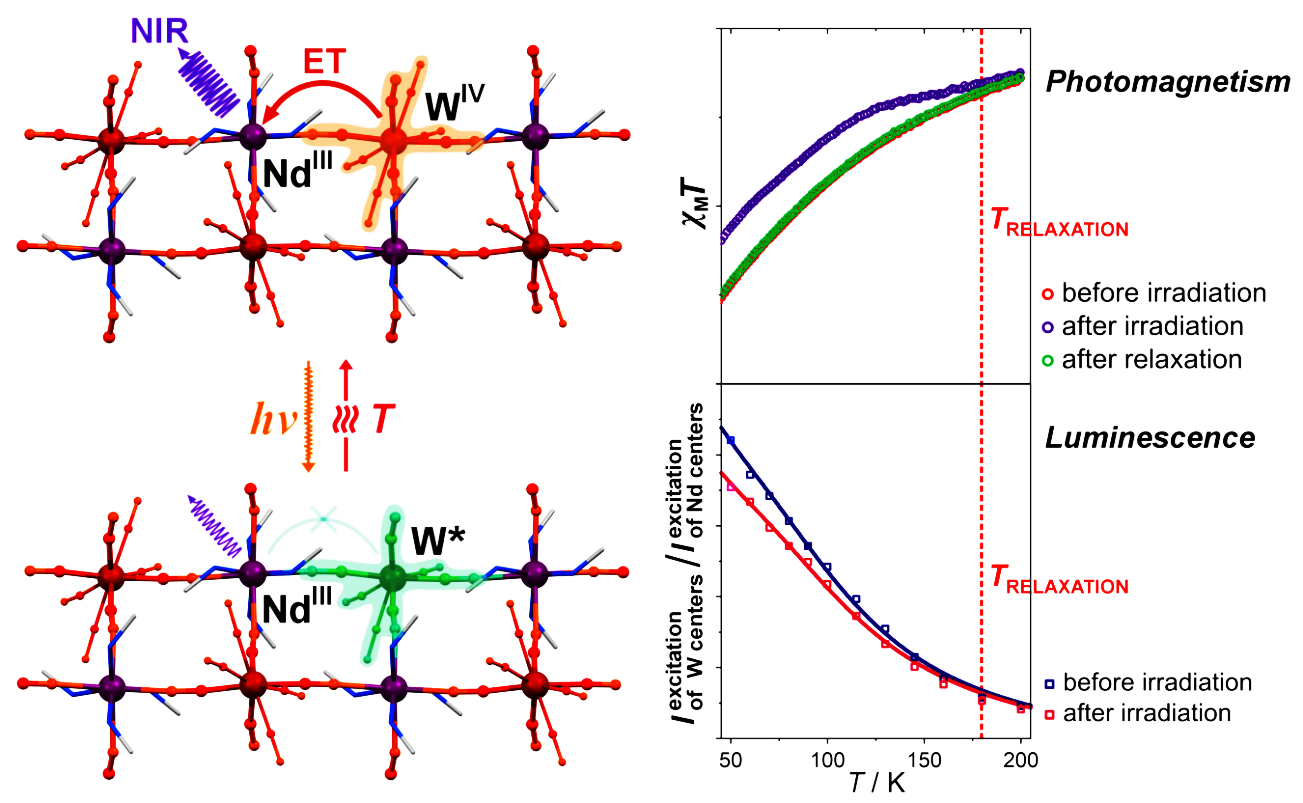 NIR
ET
W^IV
Nd^III
hν
T
W*
Nd^III
χ_M T
Photomagnetism
T_RELAXATION
before irradiation
after irradiation
after relaxation
I^excitation of W centers / I^excitation of Nd centers
Luminescence
T_RELAXATION
before irradiation
after irradiation
50 100 150 200
T / K